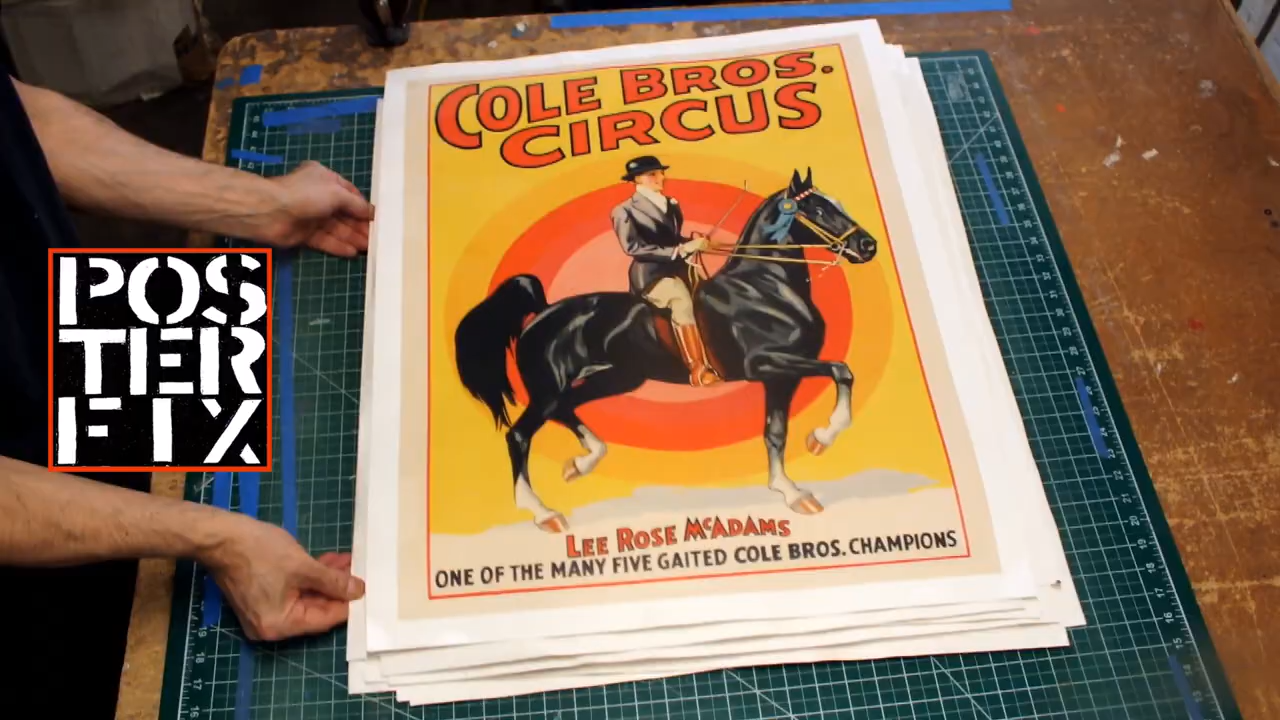 COLE BROS.
CIRCUS
POS
TER
FIX
LEE ROSE McADAMS
ONE OF THE MANY FIVE GAITED COLE BROS. CHAMPIONS